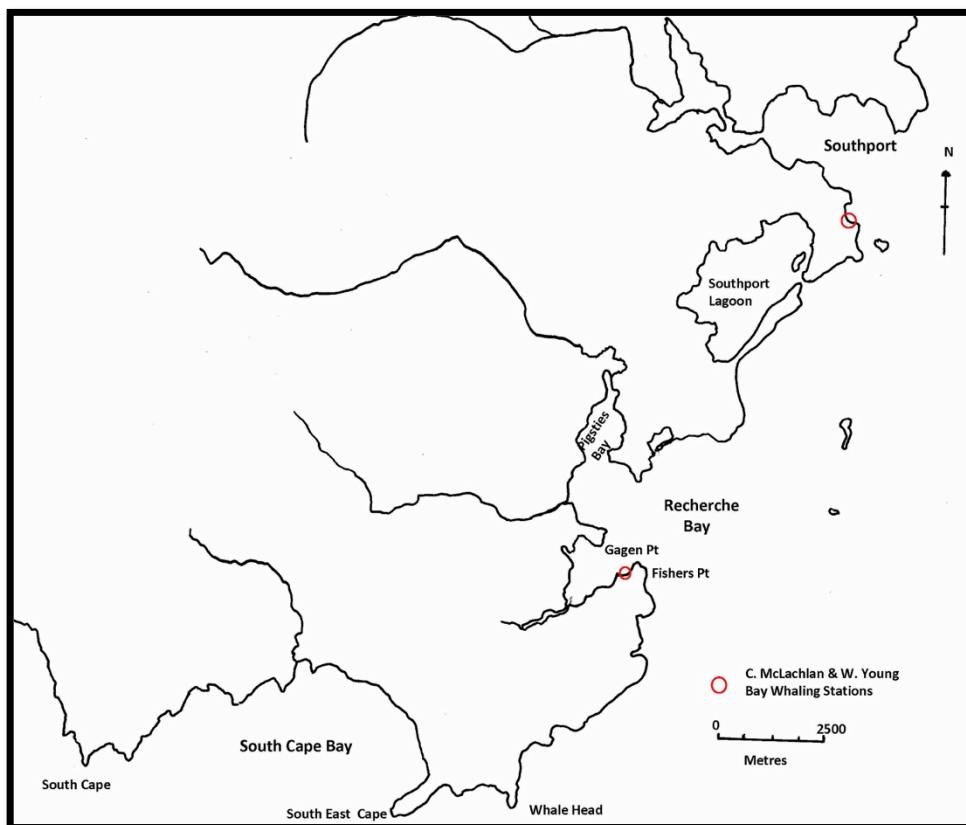 Southport
N
Southport
Lagoon
Pigsties
Bay
Recherche
Bay
Gagen Pt
Fishers Pt
C. McLachlan & W. Young
Bay Whaling Stations
0
2500
Metres
South Cape Bay
South Cape
South East Cape
Whale Head